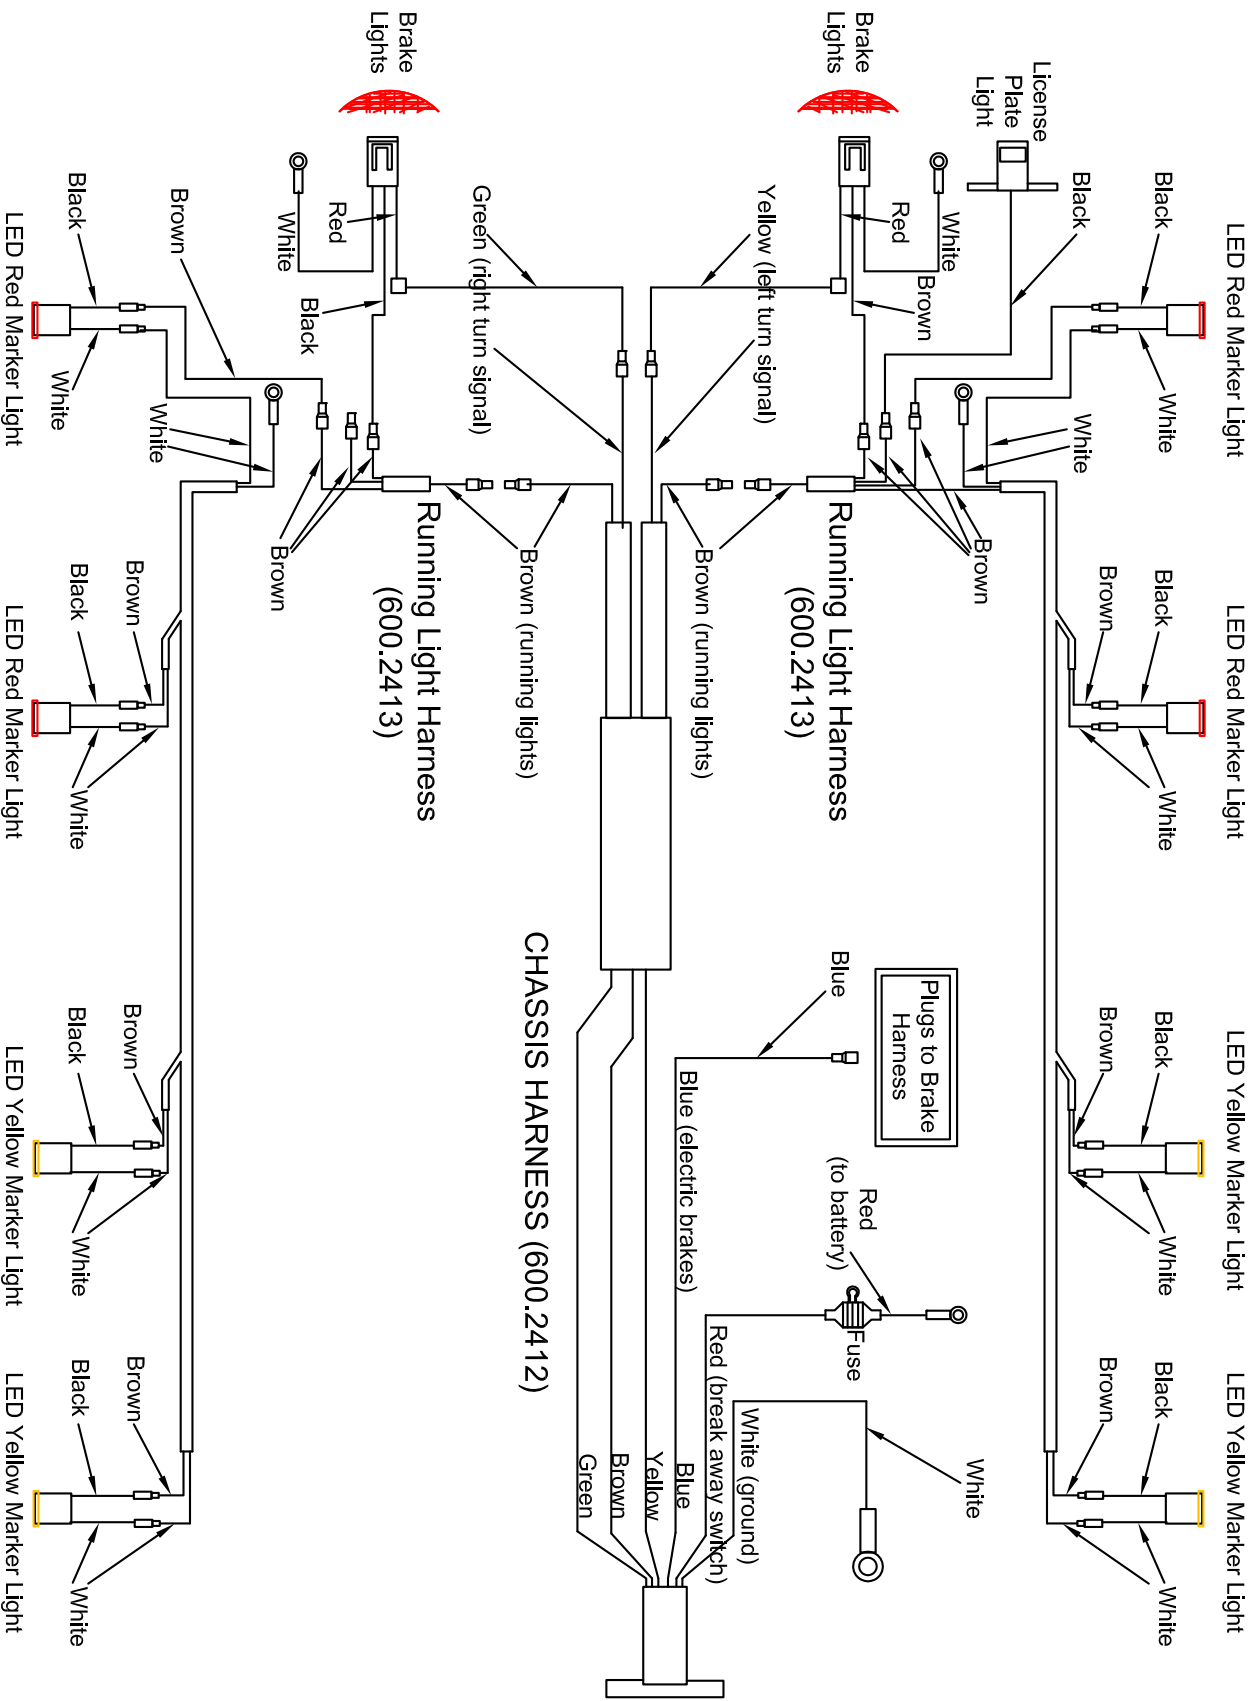 LED Red Marker Light
LED Red Marker Light
LED Yellow Marker Light
LED Yellow Marker Light
Black
White
Black
Brown
White
Black
Brown
White
Black
Brown
White
License
Plate
Light
Black
White
Brake
Lights
White
Red
Brown
Brown
White
Plugs to Brake
Harness
Blue
Red
(to battery)
Fuse
Running Light Harness
(600.2413)
Yellow (left turn signal)
Brown (running lights)
Blue (electric brakes)
Red (break away switch)
White (ground)
Blue
Yellow
Brown
Green
CHASSIS HARNESS (600.2412)
Green (right turn signal)
Brown (running lights)
Running Light Harness
(600.2413)
Brake
Lights
Red
White
Black
Brown
Brown
White
Black
White
Brown
Black
White
Brown
Black
White
Brown
Black
White
LED Red Marker Light
LED Red Marker Light
LED Yellow Marker Light
LED Yellow Marker Light